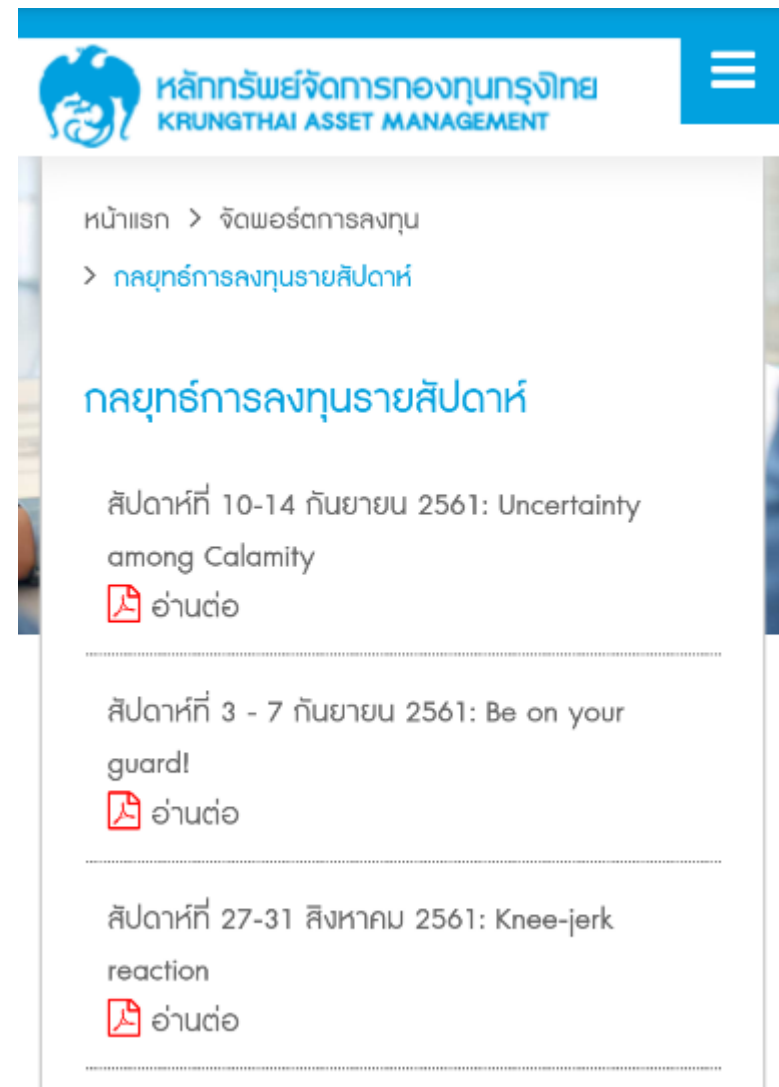 หลักทรัพย์จัดการกองทุนกรุงไทย
KRUNGTHAI ASSET MANAGEMENT
หน้าแรก > จัดพอร์ตการลงทุน
> กลยุทธ์การลงทุนรายสัปดาห์
กลยุทธ์การลงทุนรายสัปดาห์
สัปดาห์ที่ 10-14 กันยายน 2561: Uncertainty
among Calamity
อ่านต่อ
สัปดาห์ที่ 3 - 7 กันยายน 2561: Be on your
guard!
อ่านต่อ
สัปดาห์ที่ 27-31 สิงหาคม 2561: Knee-jerk
reaction
อ่านต่อ